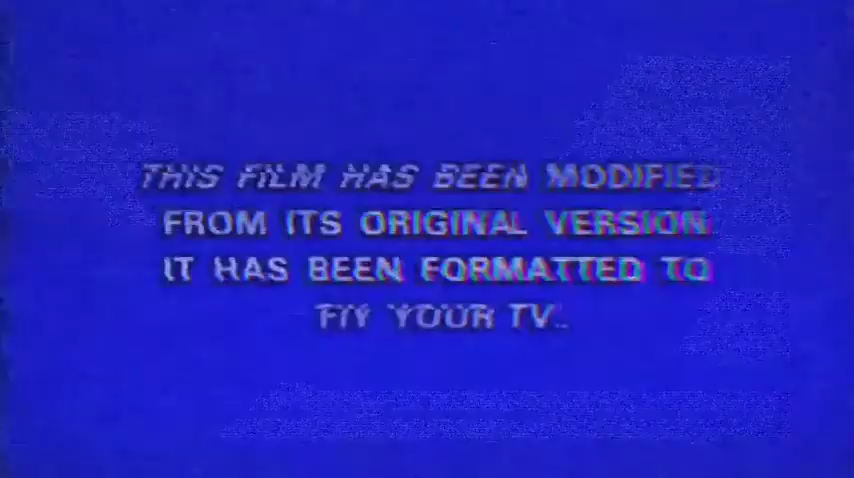 THIS FILM HAS BEEN MODIFIED
FROM ITS ORIGINAL VERSION.
IT HAS BEEN FORMATTED TO
FIT YOUR TV..